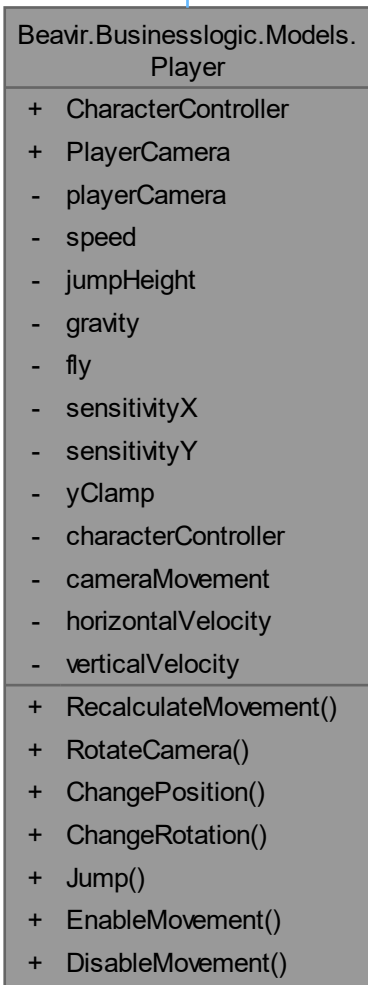 Beavir.Businesslogic.Models.
Player
+ CharacterController
+ PlayerCamera
- playerCamera
- speed
- jumpHeight
- gravity
- fly
- sensitivityX
- sensitivityY
- yClamp
- characterController
- cameraMovement
- horizontalVelocity
- verticalVelocity
+ RecalculateMovement()
+ RotateCamera()
+ ChangePosition()
+ ChangeRotation()
+ Jump()
+ EnableMovement()
+ DisableMovement()